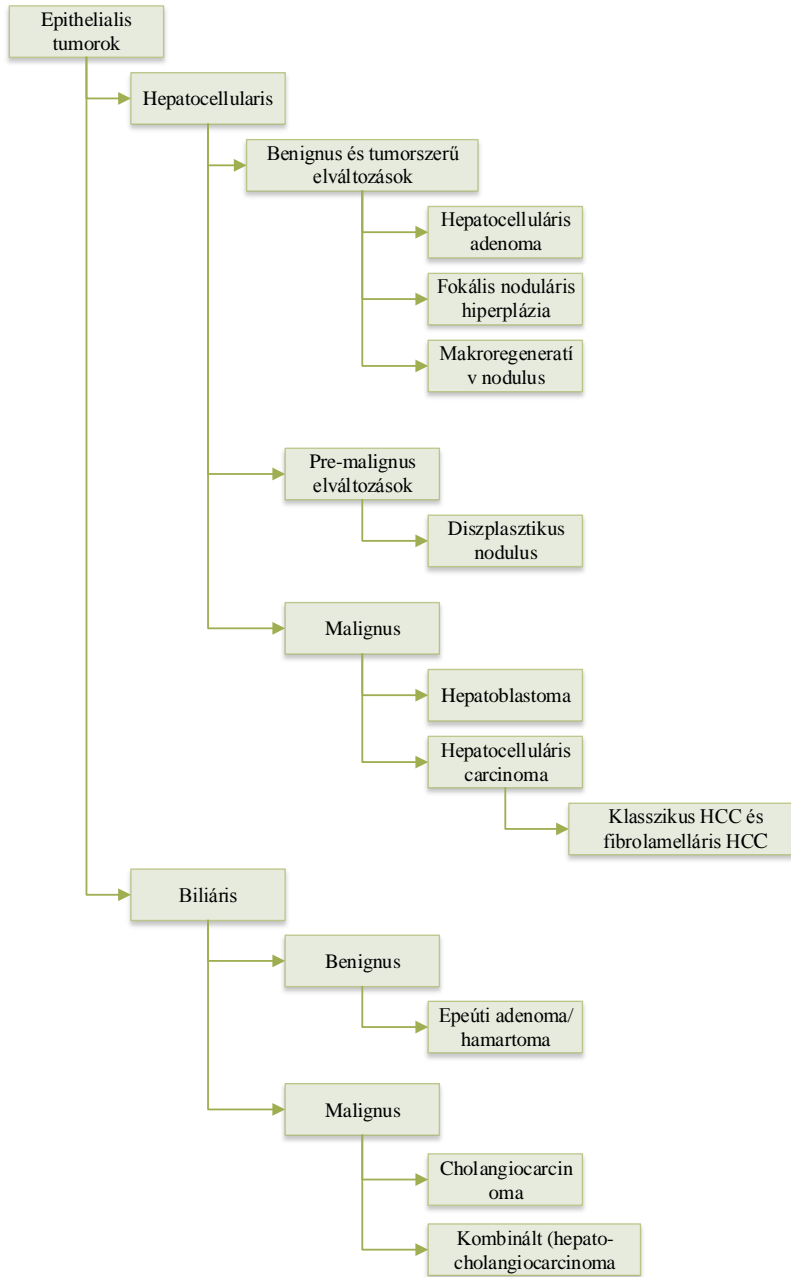 Epithelialis
tumorok
Hepatocellularis
Benignus és tumorszerű
elváltozások
Hepatocelluláris
adenoma
Fokális noduláris
hiperplázia
Makroregeneratí
v nodulus
Pre-malignus
elváltozások
Diszplasztikus
nodulus
Malignus
Hepatoblastoma
Hepatocelluláris
carcinoma
Klasszikus HCC és
fibrolamelláris HCC
Biliáris
Benignus
Epeúti adenoma/
hamartoma
Malignus
Cholangiocarcin
oma
Kombinált (hepato-
cholangiocarcinoma